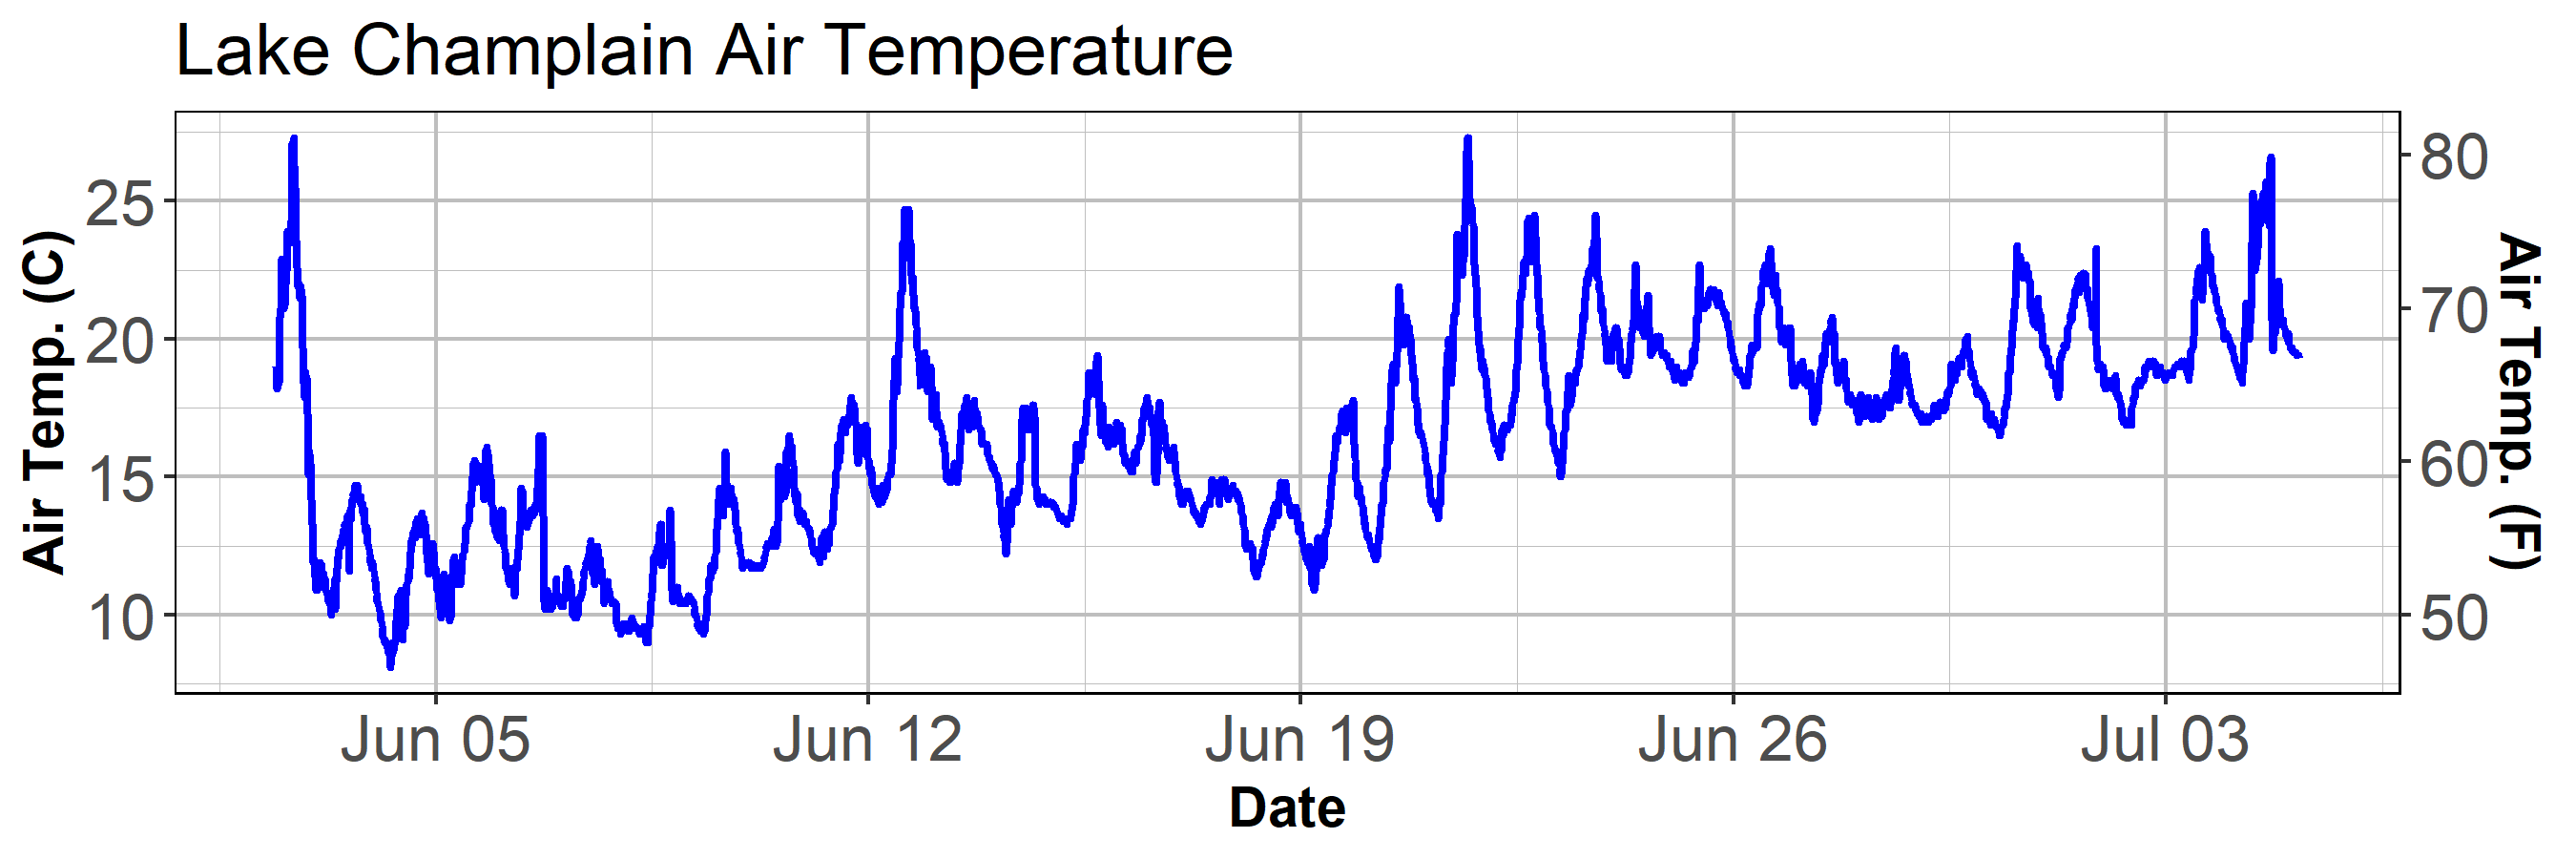 Lake Champlain Air Temperature
Air Temp. (C)
25
20
15
10
80
70
60
50
Air Temp. (F)
Jun 05
Jun 12
Jun 19
Jun 26
Jul 03
Date